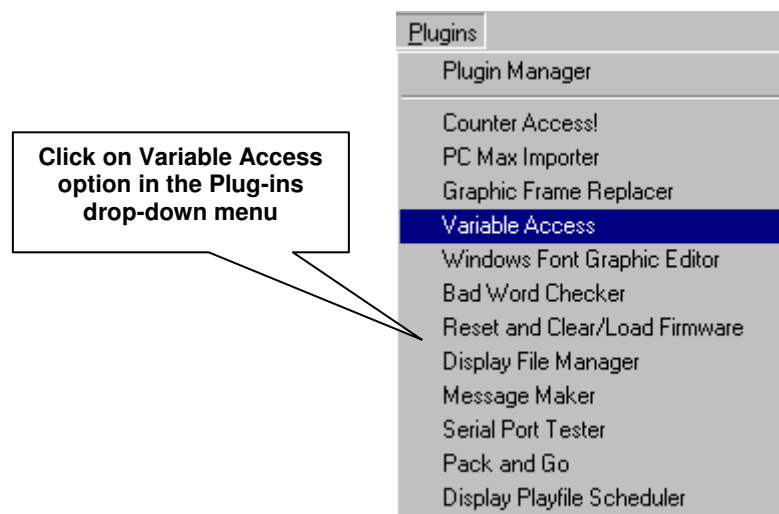 Plugins
Plugin Manager
Counter Access!
PC Max Importer
Graphic Frame Replacer
Variable Access
Windows Font Graphic Editor
Bad Word Checker
Reset and Clear/Load Firmware
Display File Manager
Message Maker
Serial Port Tester
Pack and Go
Display Playfile Scheduler
Click on Variable Access
option in the Plug-ins
drop-down menu